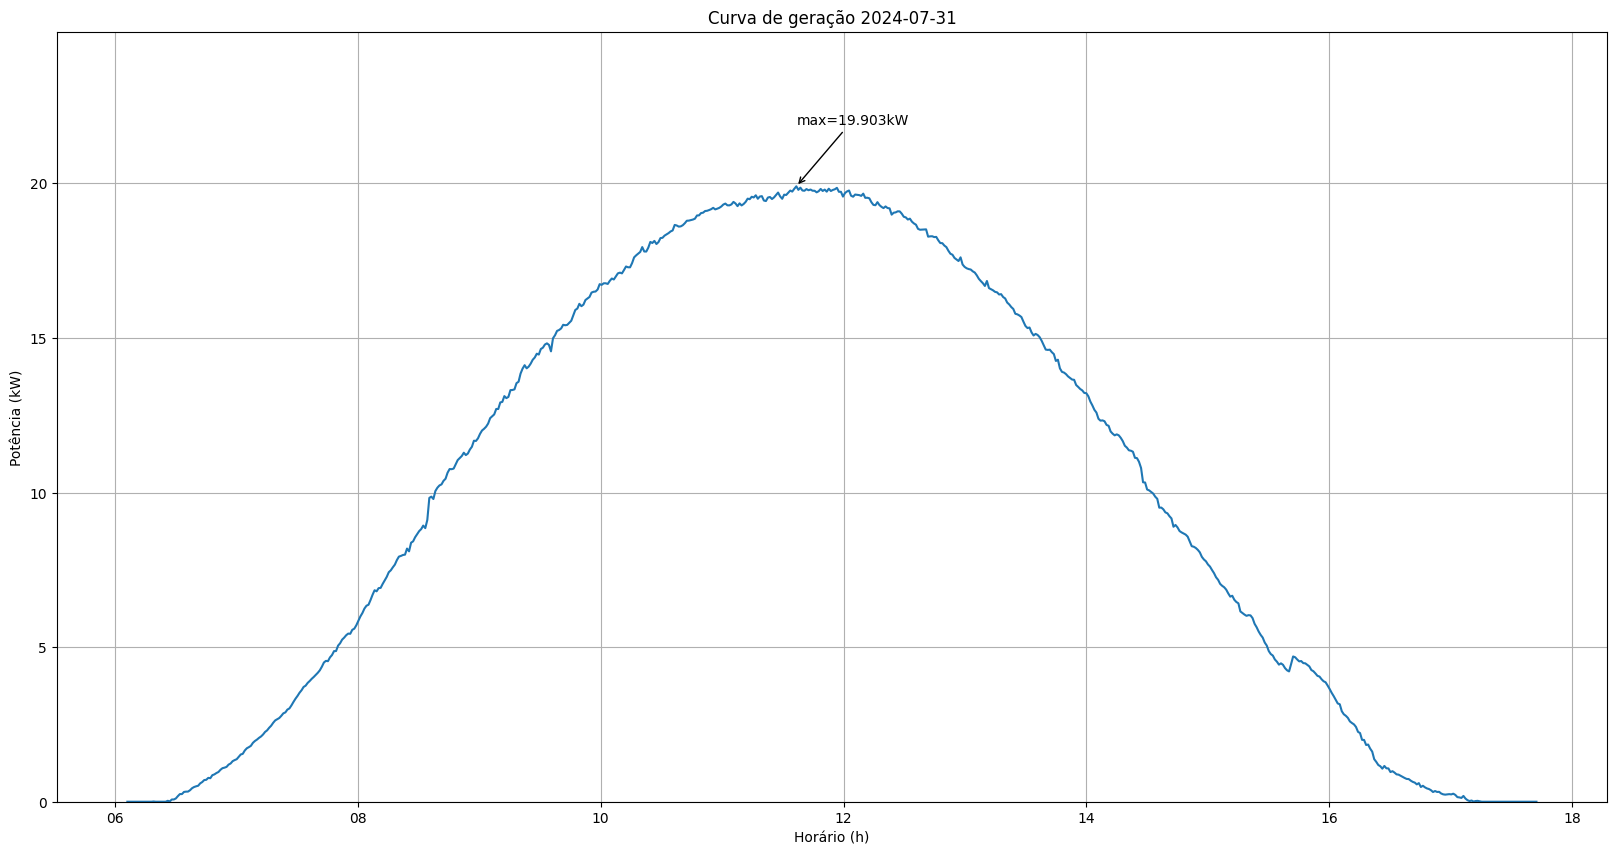 Curva de geração 2024-07-31
max=19.903kW
Potência (kW)
20
15
10
5
0
06 08 10 12 14 16 18
Horário (h)